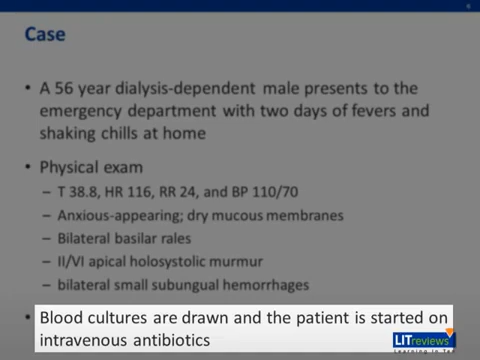 Case
• A 56 year dialysis-dependent male presents to the
emergency department with two days of fevers and
shaking chills at home
• Physical exam
– T 38.8, HR 116, RR 24, and BP 110/70
– Anxious-appearing; dry mucous membranes
– Bilateral basilar rales
– II/VI apical holosystolic murmur
– bilateral small subungual hemorrhages
• Blood cultures are drawn and the patient is started on
intravenous antibiotics
LITreviews